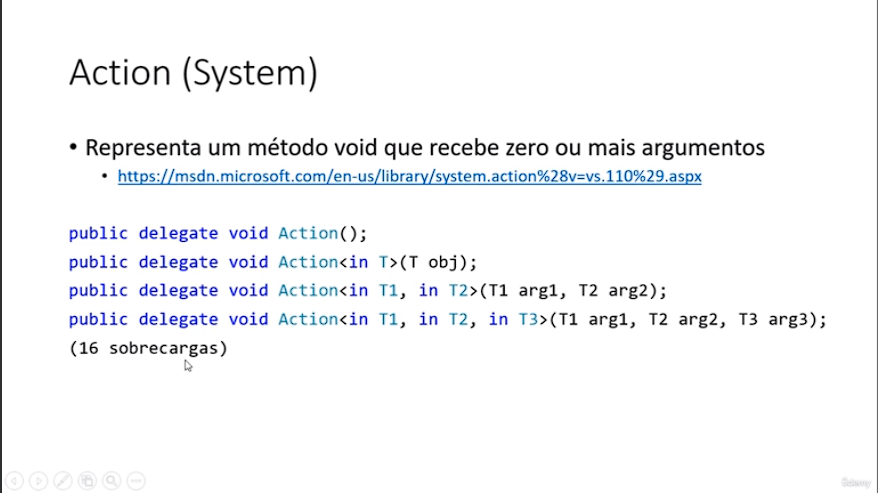 Action (System)
• Representa um método void que recebe zero ou mais argumentos
• https://msdn.microsoft.com/en-us/library/system.action%28v=vs.110%29.aspx
public delegate void Action();
public delegate void Action<in T>(T obj);
public delegate void Action<in T1, in T2>(T1 arg1, T2 arg2);
public delegate void Action<in T1, in T2, in T3>(T1 arg1, T2 arg2, T3 arg3);
(16 sobrecargas)
Udemy